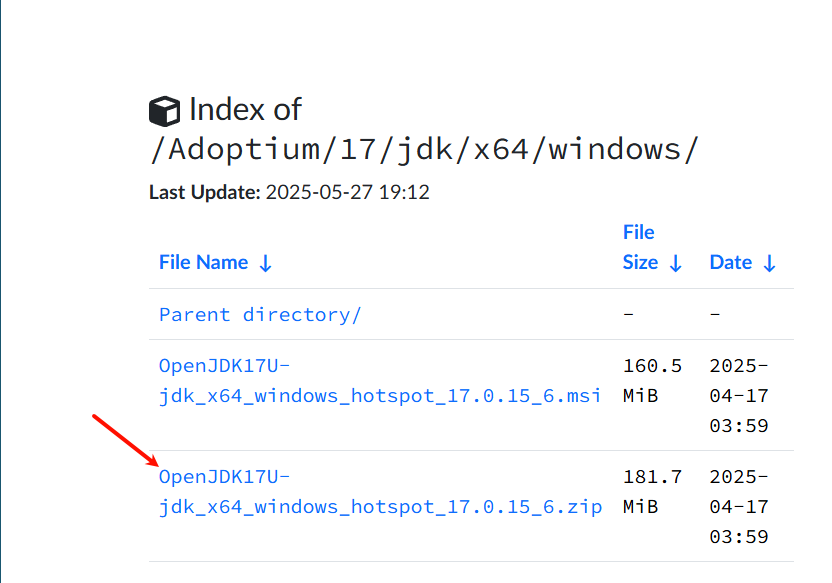 Index of
/Adoptium/17/jdk/x64/windows/
Last Update: 2025-05-27 19:12
File Name ↓ File Size ↓ Date ↓
Parent directory/ - -
OpenJDK17U- 160.5 2025-
jdk_x64_windows_hotspot_17.0.15_6.msi MiB 04-17
03:59
OpenJDK17U- 181.7 2025-
jdk_x64_windows_hotspot_17.0.15_6.zip MiB 04-17
03:59